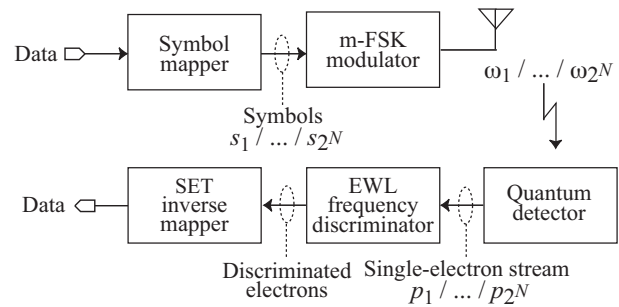 Data
Symbol
mapper
m-FSK
modulator
Symbols
s₁ / ... / s₂ᴺ
ω₁ / ... / ω₂ᴺ
Data
SET
inverse
mapper
EWL
frequency
discriminator
Quantum
detector
Discriminated
electrons
Single-electron stream
p₁ / ... / p₂ᴺ